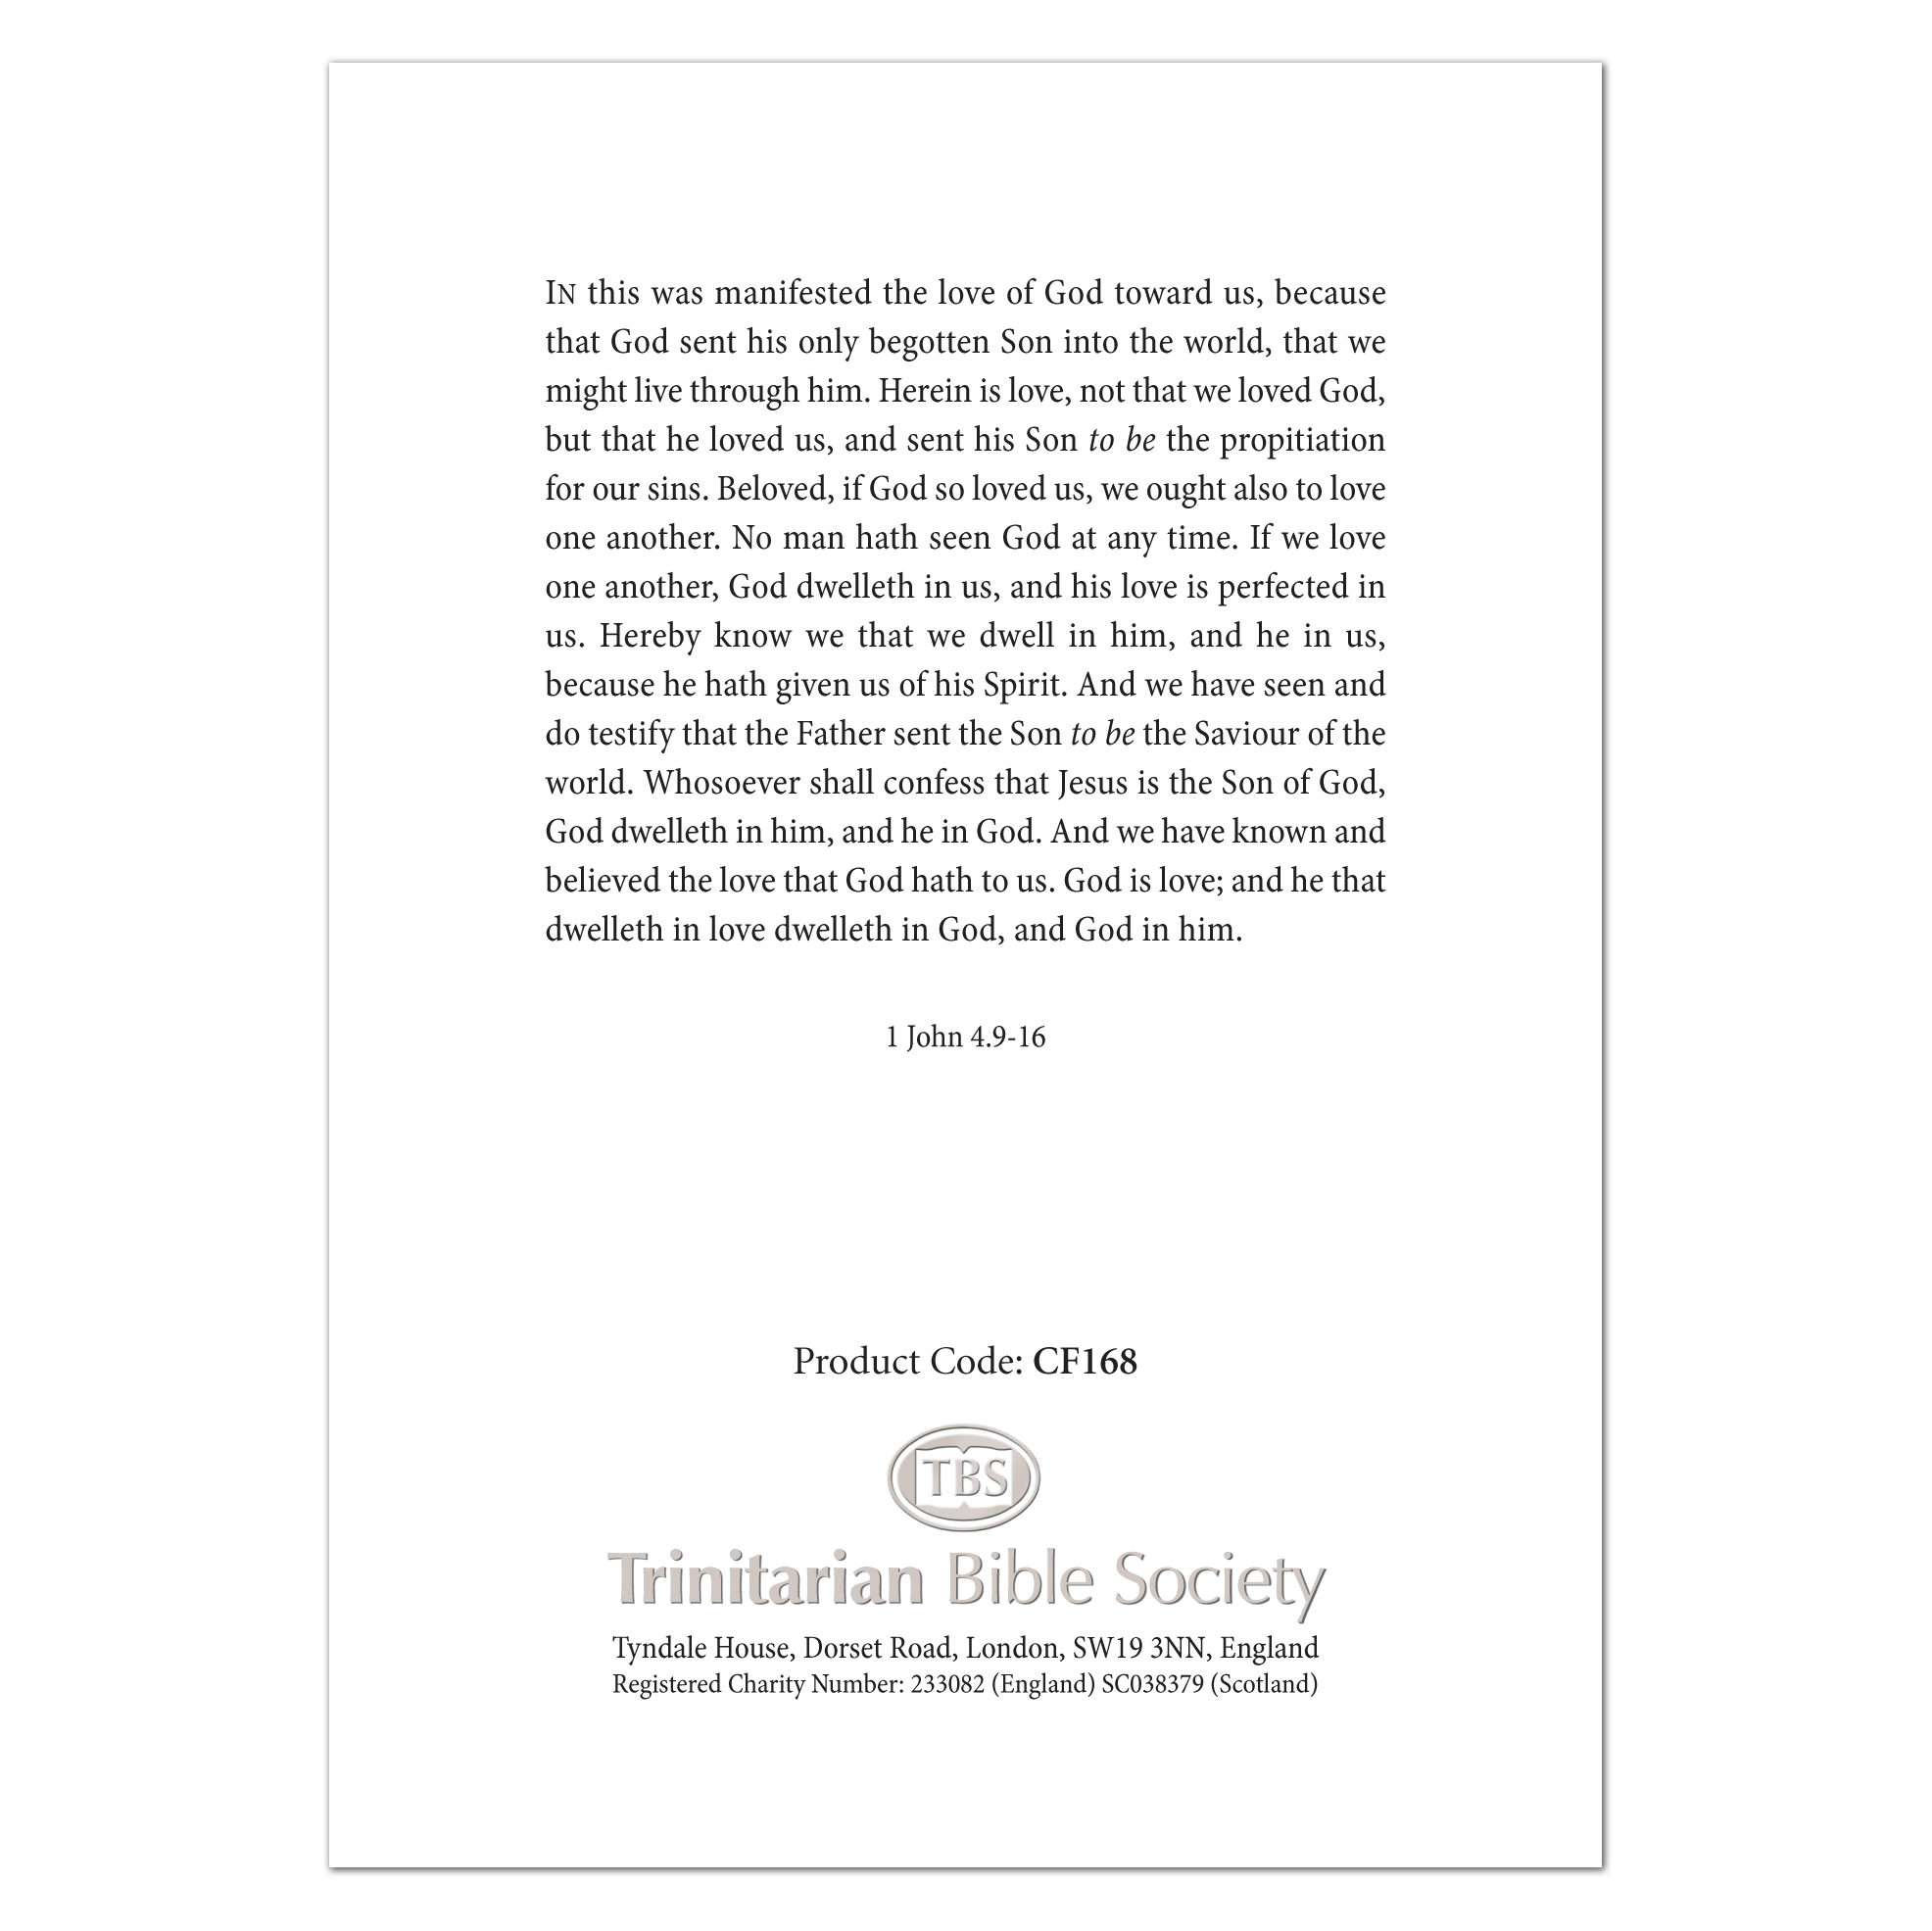 IN this was manifested the love of God toward us, because
that God sent his only begotten Son into the world, that we
might live through him. Herein is love, not that we loved God,
but that he loved us, and sent his Son to be the propitiation
for our sins. Beloved, if God so loved us, we ought also to love
one another. No man hath seen God at any time. If we love
one another, God dwelleth in us, and his love is perfected in
us. Hereby know we that we dwell in him, and he in us,
because he hath given us of his Spirit. And we have seen and
do testify that the Father sent the Son to be the Saviour of the
world. Whosoever shall confess that Jesus is the Son of God,
God dwelleth in him, and he in God. And we have known and
believed the love that God hath to us. God is love; and he that
dwelleth in love dwelleth in God, and God in him.
1 John 4.9-16
Product Code: CF168
TBS
Trinitarian Bible Society
Tyndale House, Dorset Road, London, SW19 3NN, England
Registered Charity Number: 233082 (England) SC038379 (Scotland)